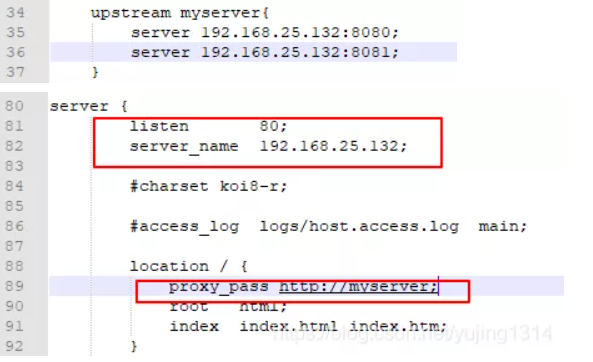 34 upstream myserver{
35 server 192.168.25.132:8080;
36 server 192.168.25.132:8081;
37 }
80 server {
81 listen 80;
82 server_name 192.168.25.132;
83
84 #charset koi8-r;
85
86 #access_log logs/host.access.log main;
87
88 location / {
89 proxy_pass http://myserver;
90 root html;
91 index index.html index.htm;
92 }
https://blog.csdn.net/yujing1314